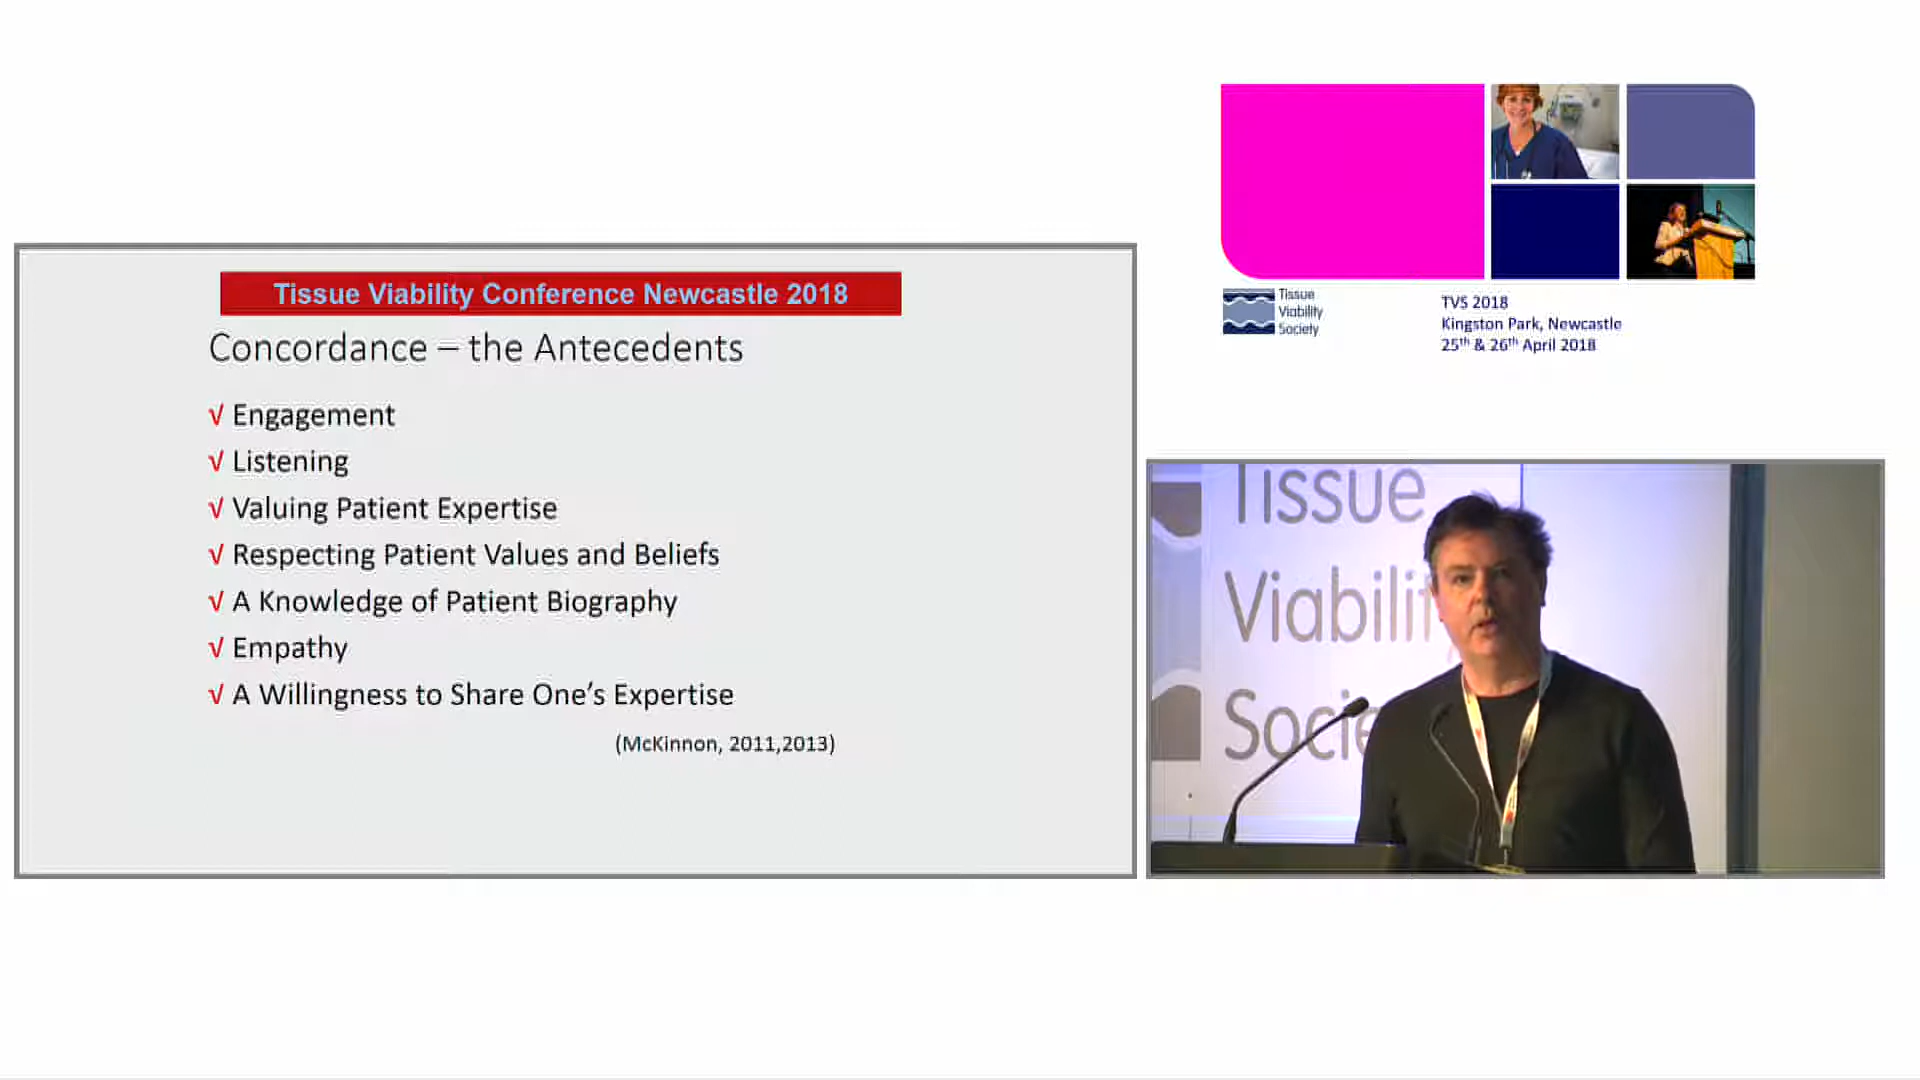 Tissue Viability Conference Newcastle 2018
Concordance – the Antecedents
√ Engagement
√ Listening
√ Valuing Patient Expertise
√ Respecting Patient Values and Beliefs
√ A Knowledge of Patient Biography
√ Empathy
√ A Willingness to Share One’s Expertise
(McKinnon, 2011,2013)
Tissue
Viability
Society
TVS 2018
Kingston Park, Newcastle
25th & 26th April 2018
Tissue
Viabilit
Socie